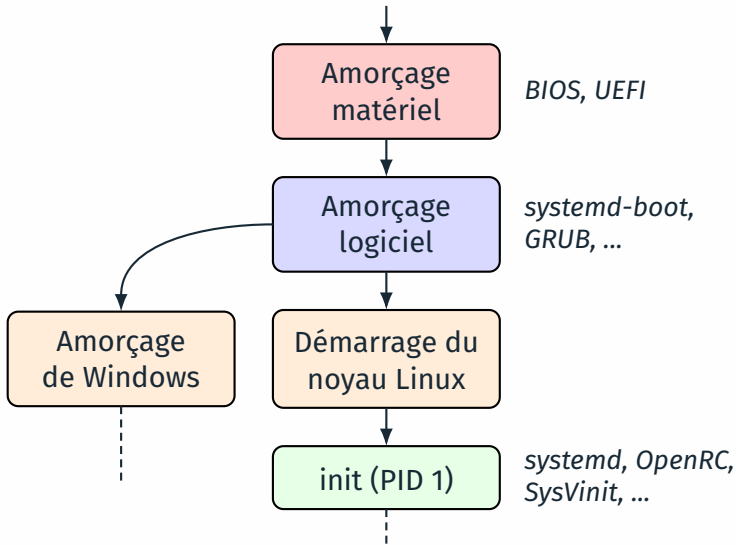 Amorçage
matériel
BIOS, UEFI
Amorçage
logiciel
systemd-boot,
GRUB, ...
Amorçage
de Windows
Démarrage du
noyau Linux
init (PID 1)
systemd, OpenRC,
SysVinit, ...